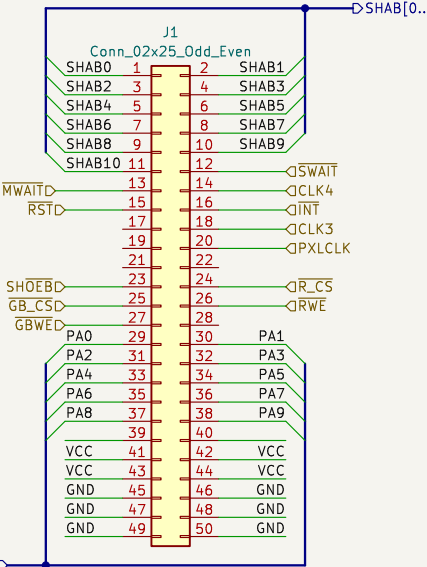 SHAB[0..
J1
Conn_02x25_Odd_Even
SHAB0 1 2 SHAB1
SHAB2 3 4 SHAB3
SHAB4 5 6 SHAB5
SHAB6 7 8 SHAB7
SHAB8 9 10 SHAB9
SHAB10 11 12 SWAIT
MWAIT 13 14 CLK4
RST 15 16 INT
17 18 CLK3
19 20 PXLCLK
21 22
SHOEB 23 24 R_CS
GB_CS 25 26 RWE
GBWE 27 28
PA0 29 30 PA1
PA2 31 32 PA3
PA4 33 34 PA5
PA6 35 36 PA7
PA8 37 38 PA9
39 40
VCC 41 42 VCC
VCC 43 44 VCC
GND 45 46 GND
GND 47 48 GND
GND 49 50 GND